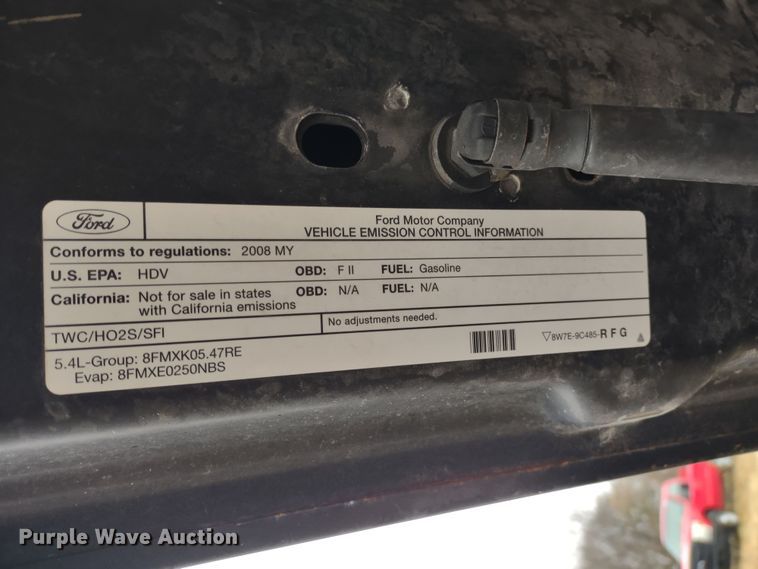 Ford
Ford Motor Company
VEHICLE EMISSION CONTROL INFORMATION
Conforms to regulations: 2008 MY
U.S. EPA: HDV OBD: F II FUEL: Gasoline
California: Not for sale in states with California emissions OBD: N/A FUEL: N/A
TWC/HO2S/SFI No adjustments needed.
5.4L-Group: 8FMXK05.47RE
Evap: 8FMXE0250NBS
▽8W7E-9C485-R F G
Purple Wave Auction